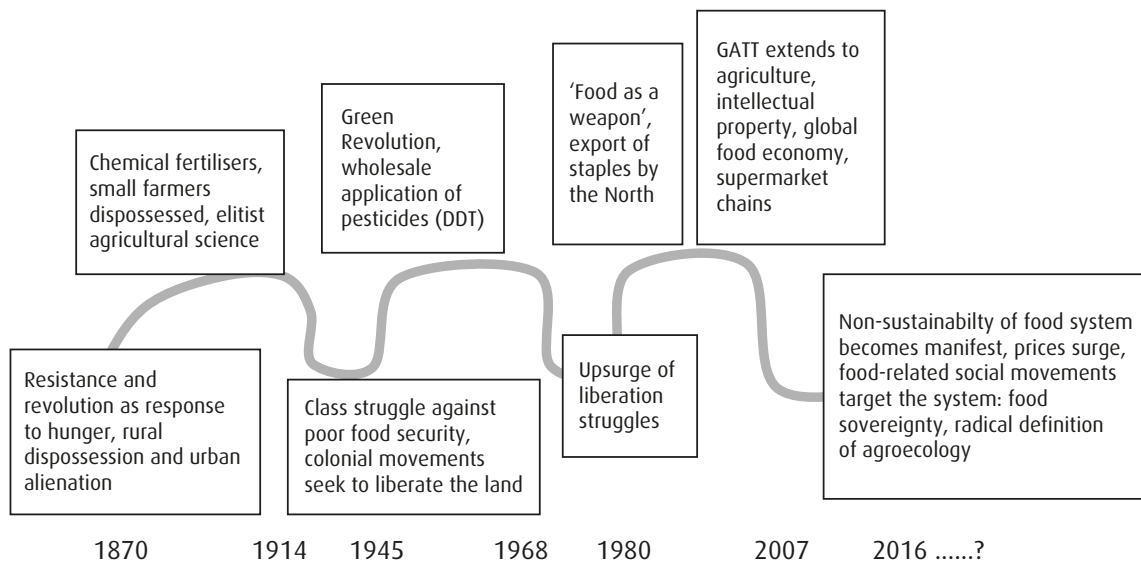 Chemical fertilisers,
small farmers
dispossessed, elitist
agricultural science
Green
Revolution,
wholesale
application of
pesticides (DDT)
‘Food as a
weapon’,
export of
staples by
the North
GATT extends to
agriculture,
intellectual
property, global
food economy,
supermarket
chains
Resistance and
revolution as response
to hunger, rural
dispossession and urban
alienation
Class struggle against
poor food security,
colonial movements
seek to liberate the land
Upsurge of
liberation
struggles
Non-sustainabilty of food system
becomes manifest, prices surge,
food-related social movements
target the system: food
sovereignty, radical definition
of agroecology
1870 1914 1945 1968 1980 2007 2016 ......?